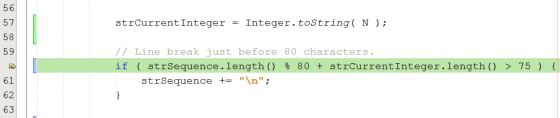 56
57 strCurrentInteger = Integer.toString( N );
58
59 // Line break just before 80 characters.
if ( strSequence.length() % 80 + strCurrentInteger.length() > 75 ) {
61 strSequence += "\n";
62 }
63